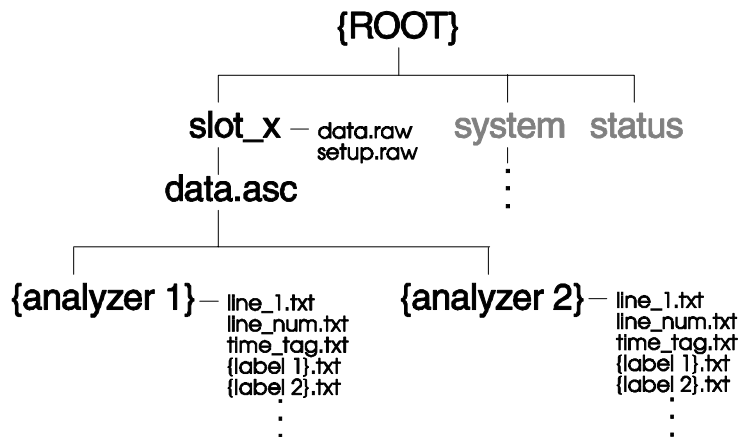 {ROOT}
slot_x
data.raw
setup.raw
system
status
data.asc
{analyzer 1}
line_1.txt
line_num.txt
time_tag.txt
{label 1}.txt
{label 2}.txt
{analyzer 2}
line_1.txt
line_num.txt
time_tag.txt
{label 1}.txt
{label 2}.txt